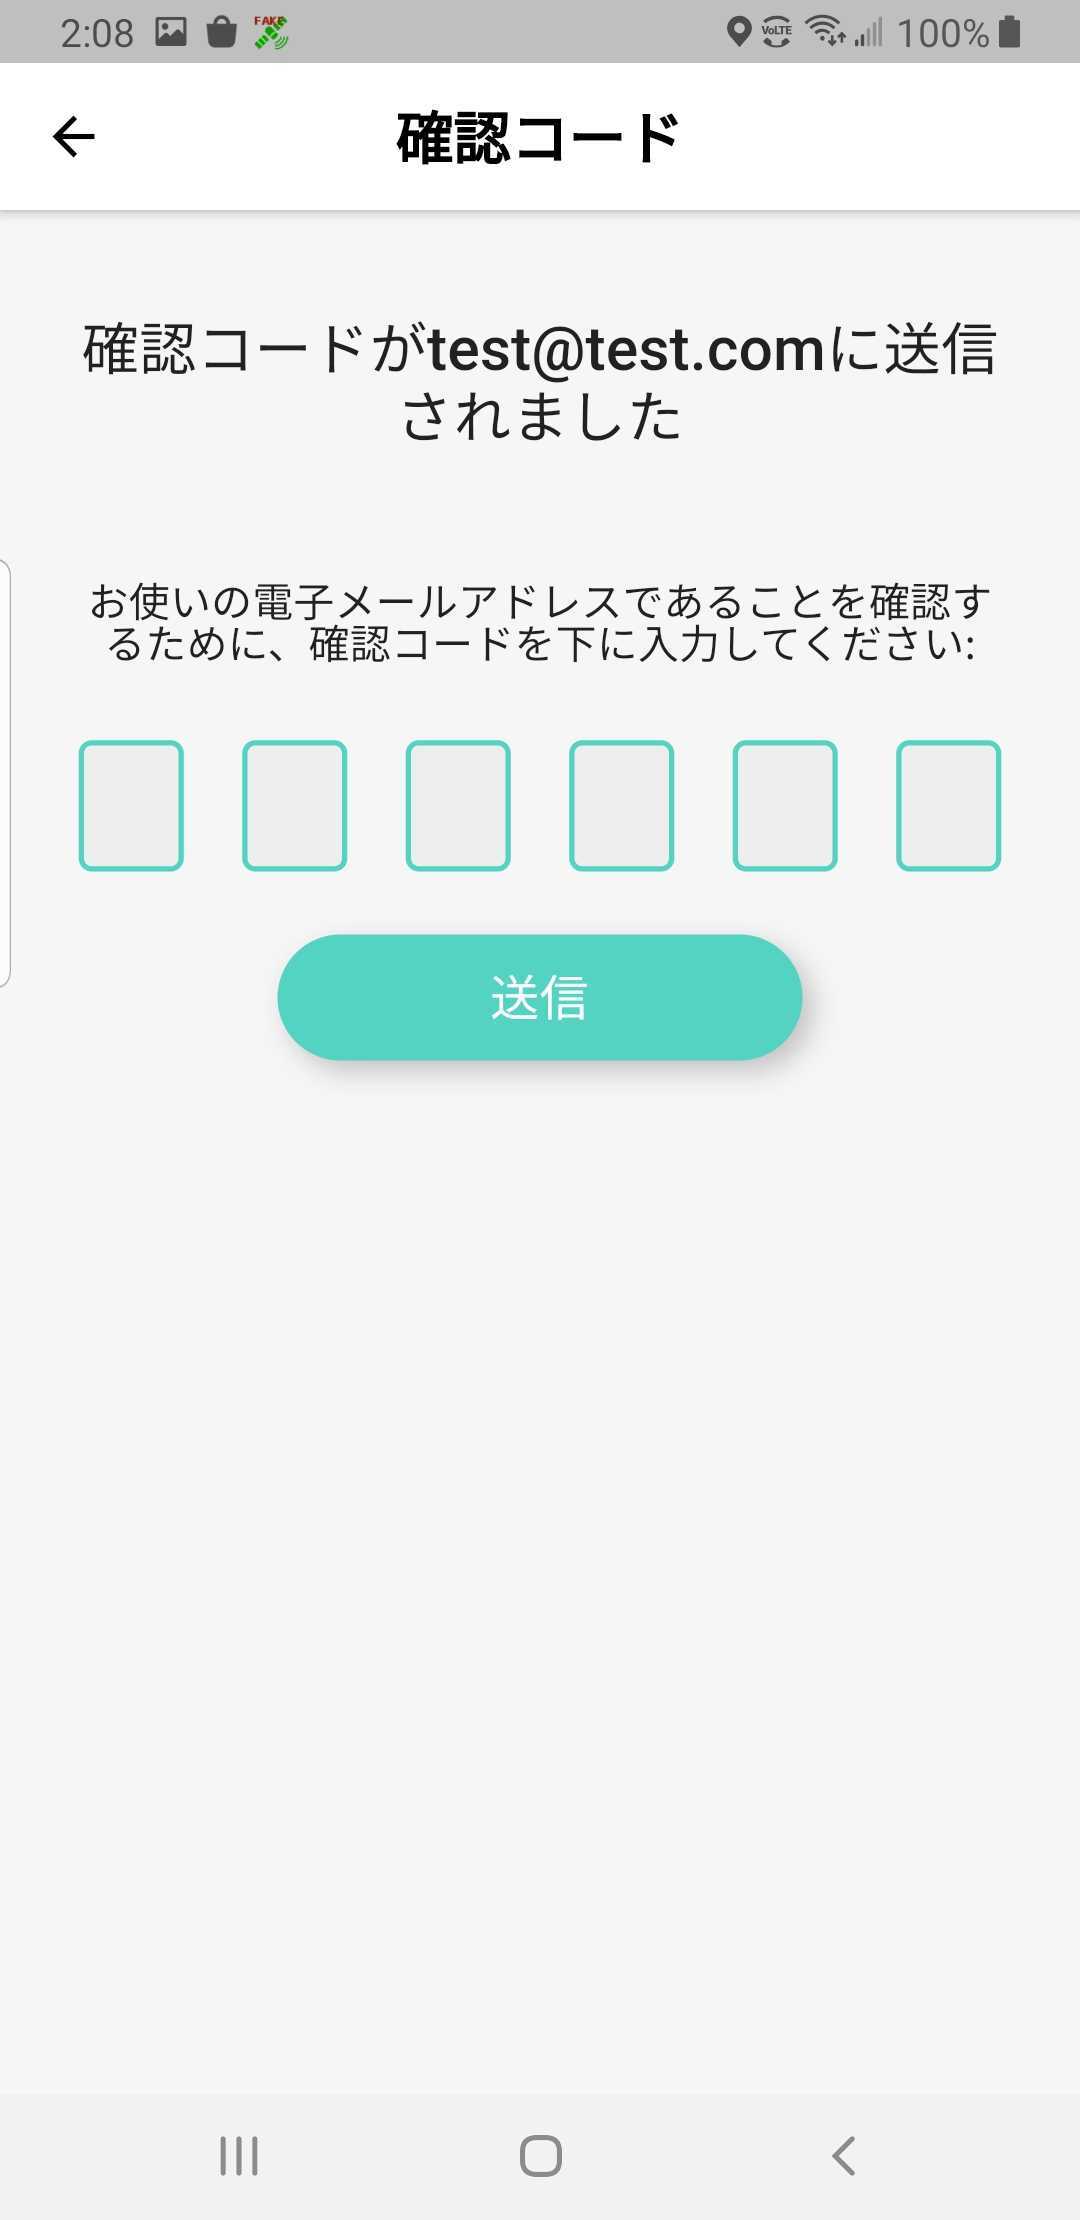 2:08 FAKE VoLTE 100%
確認コード
確認コードがtest@test.comに送信
されました
お使いの電子メールアドレスであることを確認す
るために、確認コードを下に入力してください:
送信